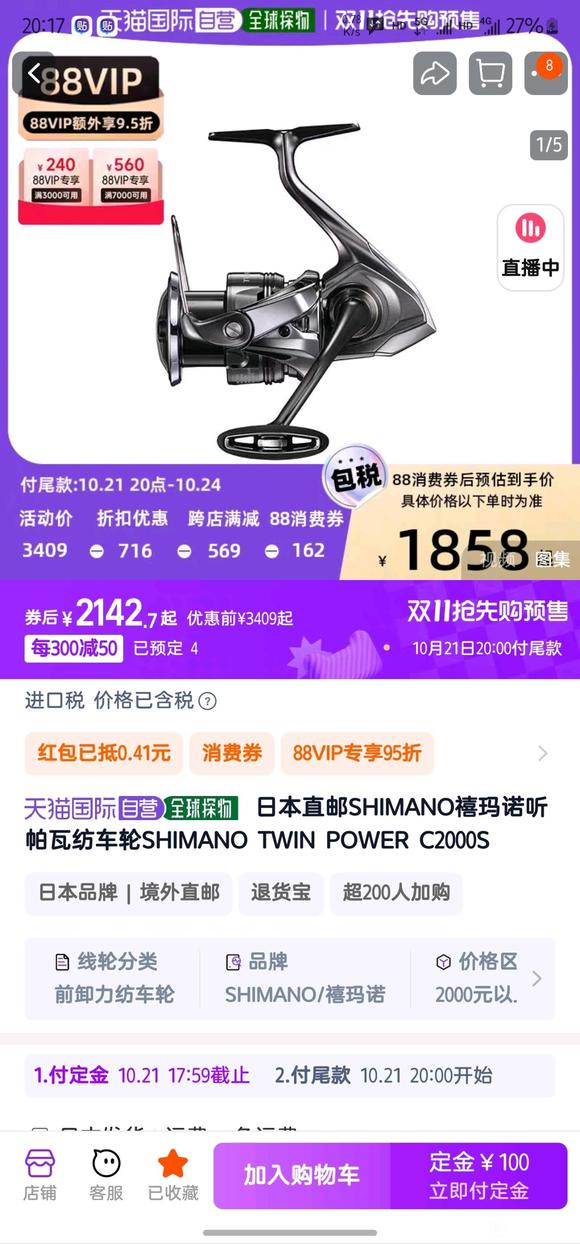 20:17 贴 贴 HD 4G 27%
天猫国际 自营 全球探物 | 双11抢先购预售
88VIP
88VIP额外享9.5折
¥240 ¥560
88VIP专享 88VIP专享
满3000可用 满7000可用
8
1/5
直播中
付尾款:10.21 20点-10.24
活动价 折扣优惠 跨店满减 88消费券
3409 - 716 - 569 - 162
包税
88消费券后预估到手价
具体价格以下单时为准
¥ 1858
视频 图集
券后¥2142.7起 优惠前¥3409起
每300减50 已预定 4
双11抢先购预售
10月21日20:00付尾款
进口税 价格已含税 ?
红包已抵0.41元 消费券 88VIP专享95折
天猫国际 自营 全球探物 日本直邮SHIMANO禧玛诺听
帕瓦纺车轮SHIMANO TWIN POWER C2000S
日本品牌 | 境外直邮 退货宝 超200人加购
线轮分类 品牌 价格区
前卸力纺车轮 SHIMANO/禧玛诺 2000元以.
1.付定金 10.21 17:59截止 2.付尾款 10.21 20:00开始
店铺 客服 已收藏
加入购物车
定金¥100
立即付定金